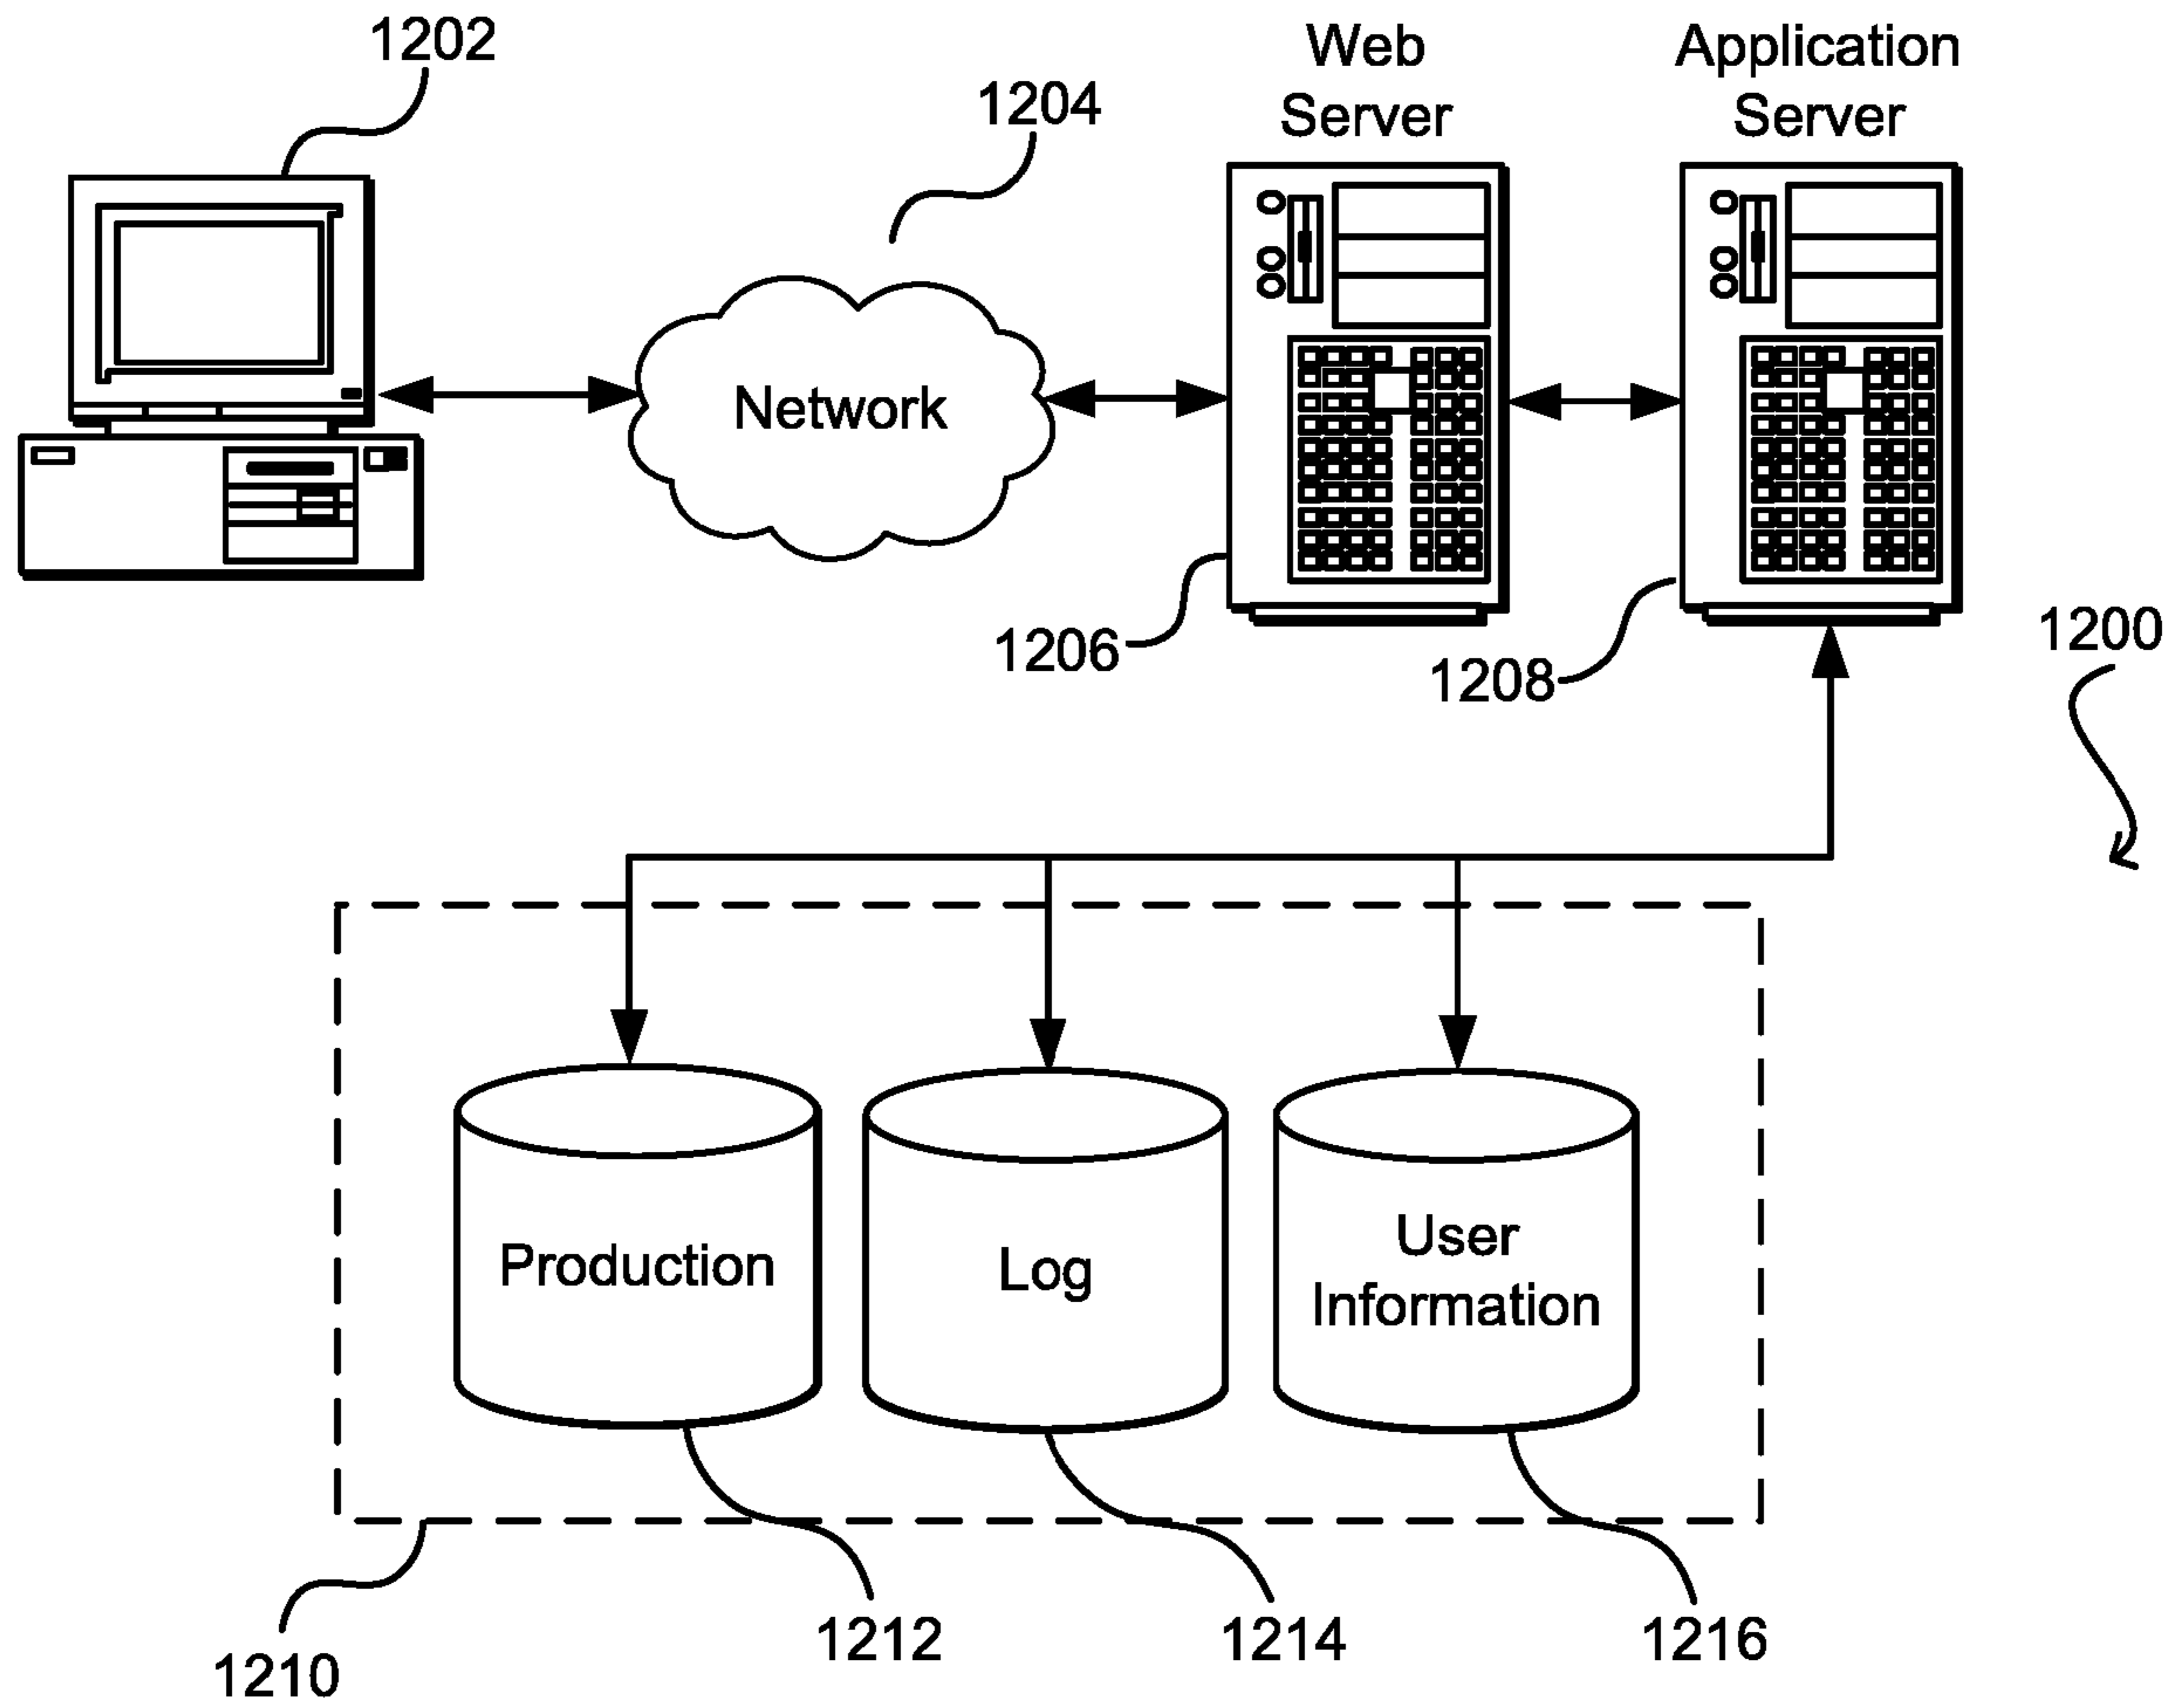 1202
1204
Web
Server
Application
Server
Network
1206
1208
1200
Production
Log
User
Information
1210
1212
1214
1216